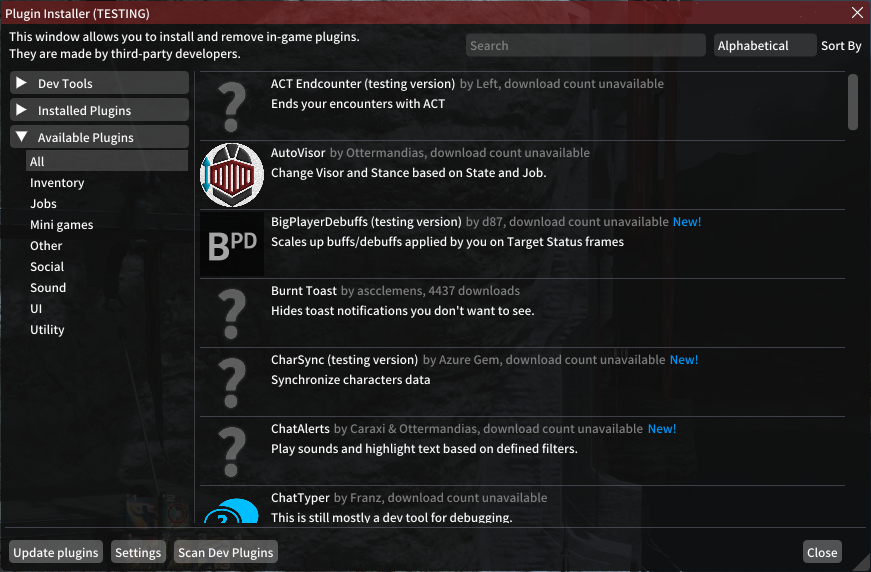 Plugin Installer (TESTING)
This window allows you to install and remove in-game plugins.
They are made by third-party developers.
Search
Alphabetical
Sort By
Dev Tools
Installed Plugins
Available Plugins
All
Inventory
Jobs
Mini games
Other
Social
Sound
UI
Utility
ACT Endcounter (testing version) by Left, download count unavailable
Ends your encounters with ACT
AutoVisor by Ottermandias, download count unavailable
Change Visor and Stance based on State and Job.
BPD
BigPlayerDebuffs (testing version) by d87, download count unavailable New!
Scales up buffs/debuffs applied by you on Target Status frames
Burnt Toast by ascclemens, 4437 downloads
Hides toast notifications you don't want to see.
CharSync (testing version) by Azure Gem, download count unavailable New!
Synchronize characters data
ChatAlerts by Caraxi & Ottermandias, download count unavailable New!
Play sounds and highlight text based on defined filters.
ChatTyper by Franz, download count unavailable
This is still mostly a dev tool for debugging.
Update plugins
Settings
Scan Dev Plugins
Close